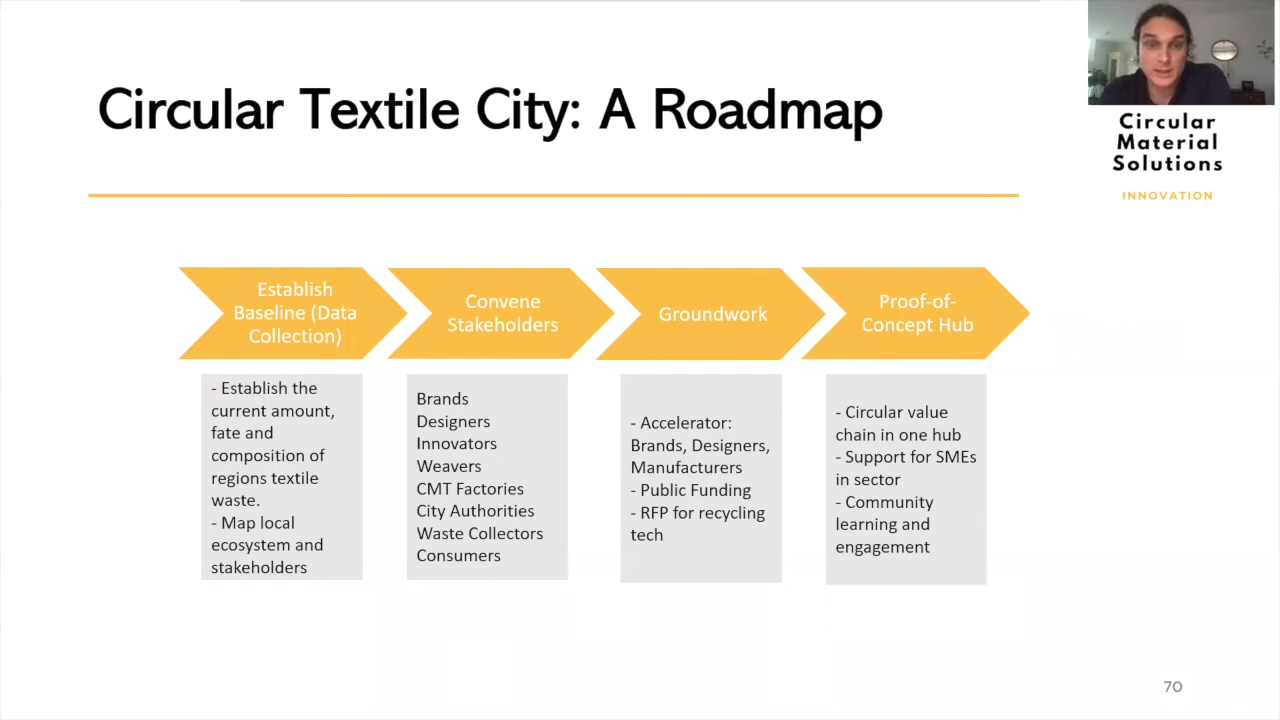 Circular Textile City: A Roadmap
Circular
Material
Solutions
INNOVATION
Establish
Baseline (Data
Collection)
Convene
Stakeholders
Groundwork
Proof-of-
Concept Hub
- Establish the
current amount,
fate and
composition of
regions textile
waste.
- Map local
ecosystem and
stakeholders
Brands
Designers
Innovators
Weavers
CMT Factories
City Authorities
Waste Collectors
Consumers
- Accelerator:
Brands, Designers,
Manufacturers
- Public Funding
- RFP for recycling
tech
- Circular value
chain in one hub
- Support for SMEs
in sector
- Community
learning and
engagement
70